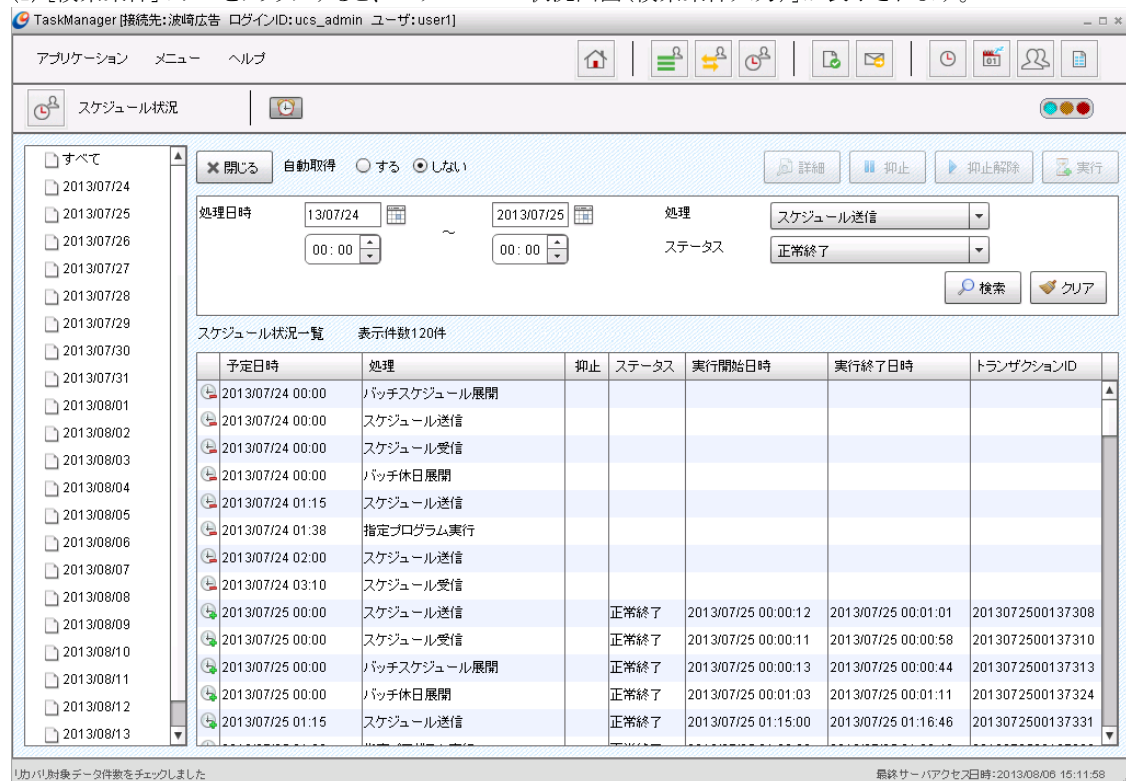 TaskManager [接続先:波崎広告 ログインID:ucs_admin ユーザ:user1]
アプリケーション メニュー ヘルプ
スケジュール状況
すべて
2013/07/24
2013/07/25
2013/07/26
2013/07/27
2013/07/28
2013/07/29
2013/07/30
2013/07/31
2013/08/01
2013/08/02
2013/08/03
2013/08/04
2013/08/05
2013/08/06
2013/08/07
2013/08/08
2013/08/09
2013/08/10
2013/08/11
2013/08/12
2013/08/13
閉じる 自動取得 する しない 詳細 抑止 抑止解除 実行
処理日時 13/07/24 ～ 2013/07/25 処理 スケジュール送信
00:00 00:00 ステータス 正常終了
検索 クリア
スケジュール状況一覧 表示件数120件
予定日時 処理 抑止 ステータス 実行開始日時 実行終了日時 トランザクションID
2013/07/24 00:00 バッチスケジュール展開
2013/07/24 00:00 スケジュール送信
2013/07/24 00:00 スケジュール受信
2013/07/24 00:00 バッチ休日展開
2013/07/24 01:15 スケジュール送信
2013/07/24 01:38 指定プログラム実行
2013/07/24 02:00 スケジュール送信
2013/07/24 03:10 スケジュール受信
2013/07/25 00:00 スケジュール送信 正常終了 2013/07/25 00:00:12 2013/07/25 00:01:01 2013072500137308
2013/07/25 00:00 スケジュール受信 正常終了 2013/07/25 00:00:11 2013/07/25 00:00:58 2013072500137310
2013/07/25 00:00 バッチスケジュール展開 正常終了 2013/07/25 00:00:13 2013/07/25 00:00:44 2013072500137313
2013/07/25 00:00 バッチ休日展開 正常終了 2013/07/25 00:01:03 2013/07/25 00:01:11 2013072500137324
2013/07/25 01:15 スケジュール送信 正常終了 2013/07/25 01:15:00 2013/07/25 01:16:46 2013072500137331
リカバリ対象データ件数をチェックしました 最終サーバアクセス日時:2013/08/06 15:11:58